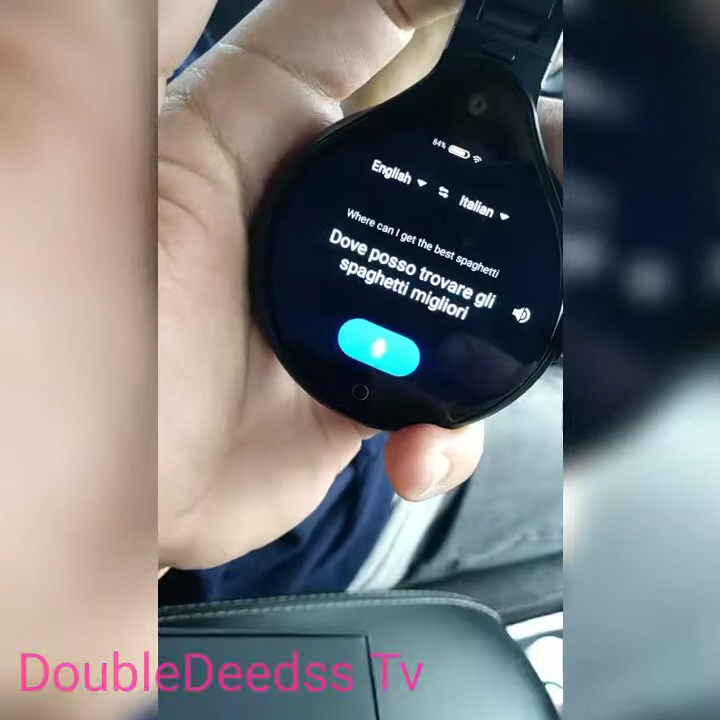 84%
English
Italian
Where can I get the best spaghetti
Dove posso trovare gli
spaghetti migliori
DoubleDeedss Tv